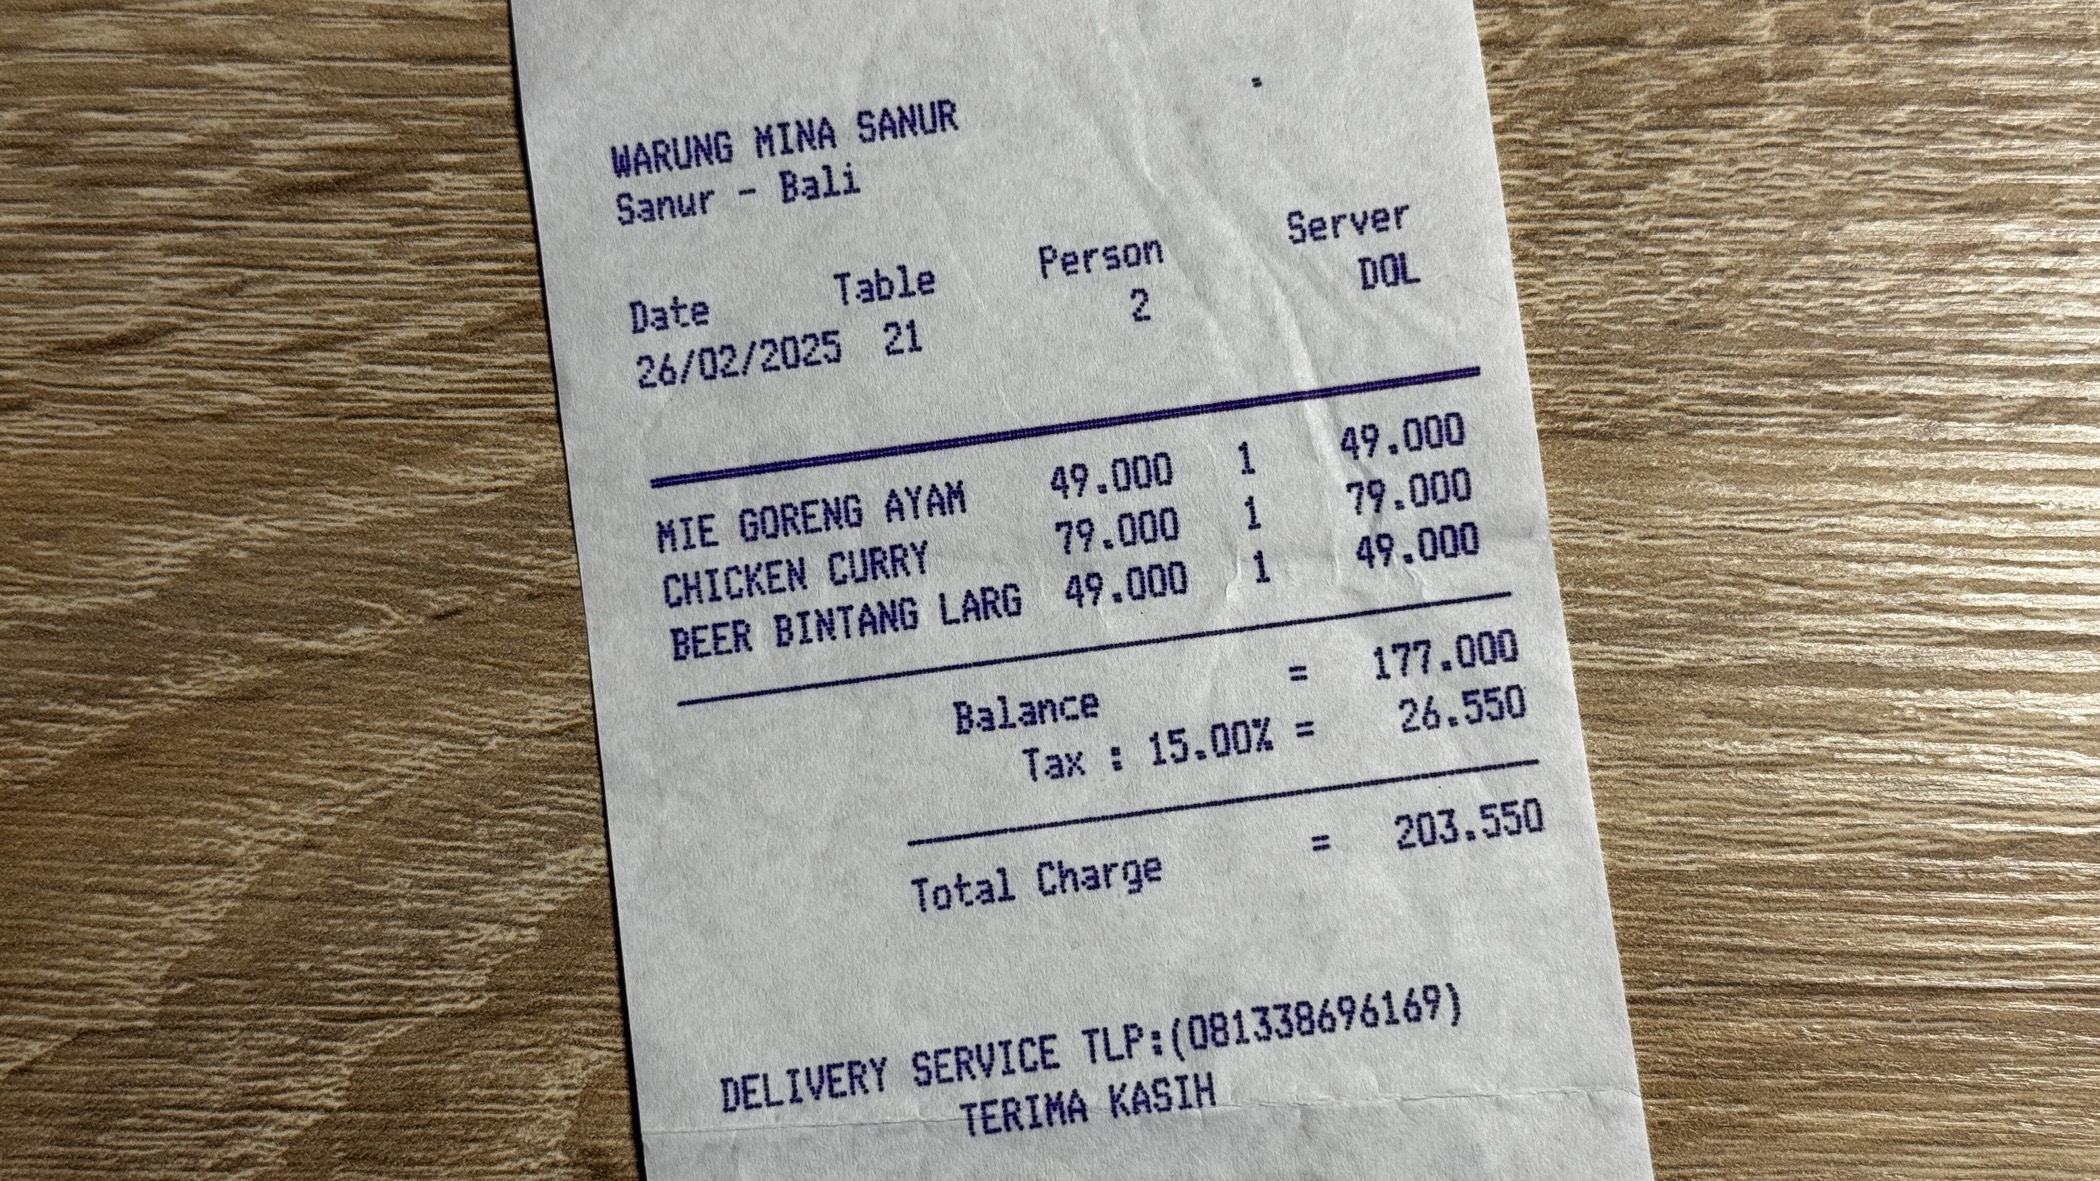 WARUNG MINA SANUR
Sanur - Bali
Date Table Person Server
26/02/2025 21 2 DOL
MIE GORENG AYAM 49.000 1 49.000
CHICKEN CURRY 79.000 1 79.000
BEER BINTANG LARG 49.000 1 49.000
Balance = 177.000
Tax : 15.00% = 26.550
Total Charge = 203.550
DELIVERY SERVICE TLP:(081338696169)
TERIMA KASIH